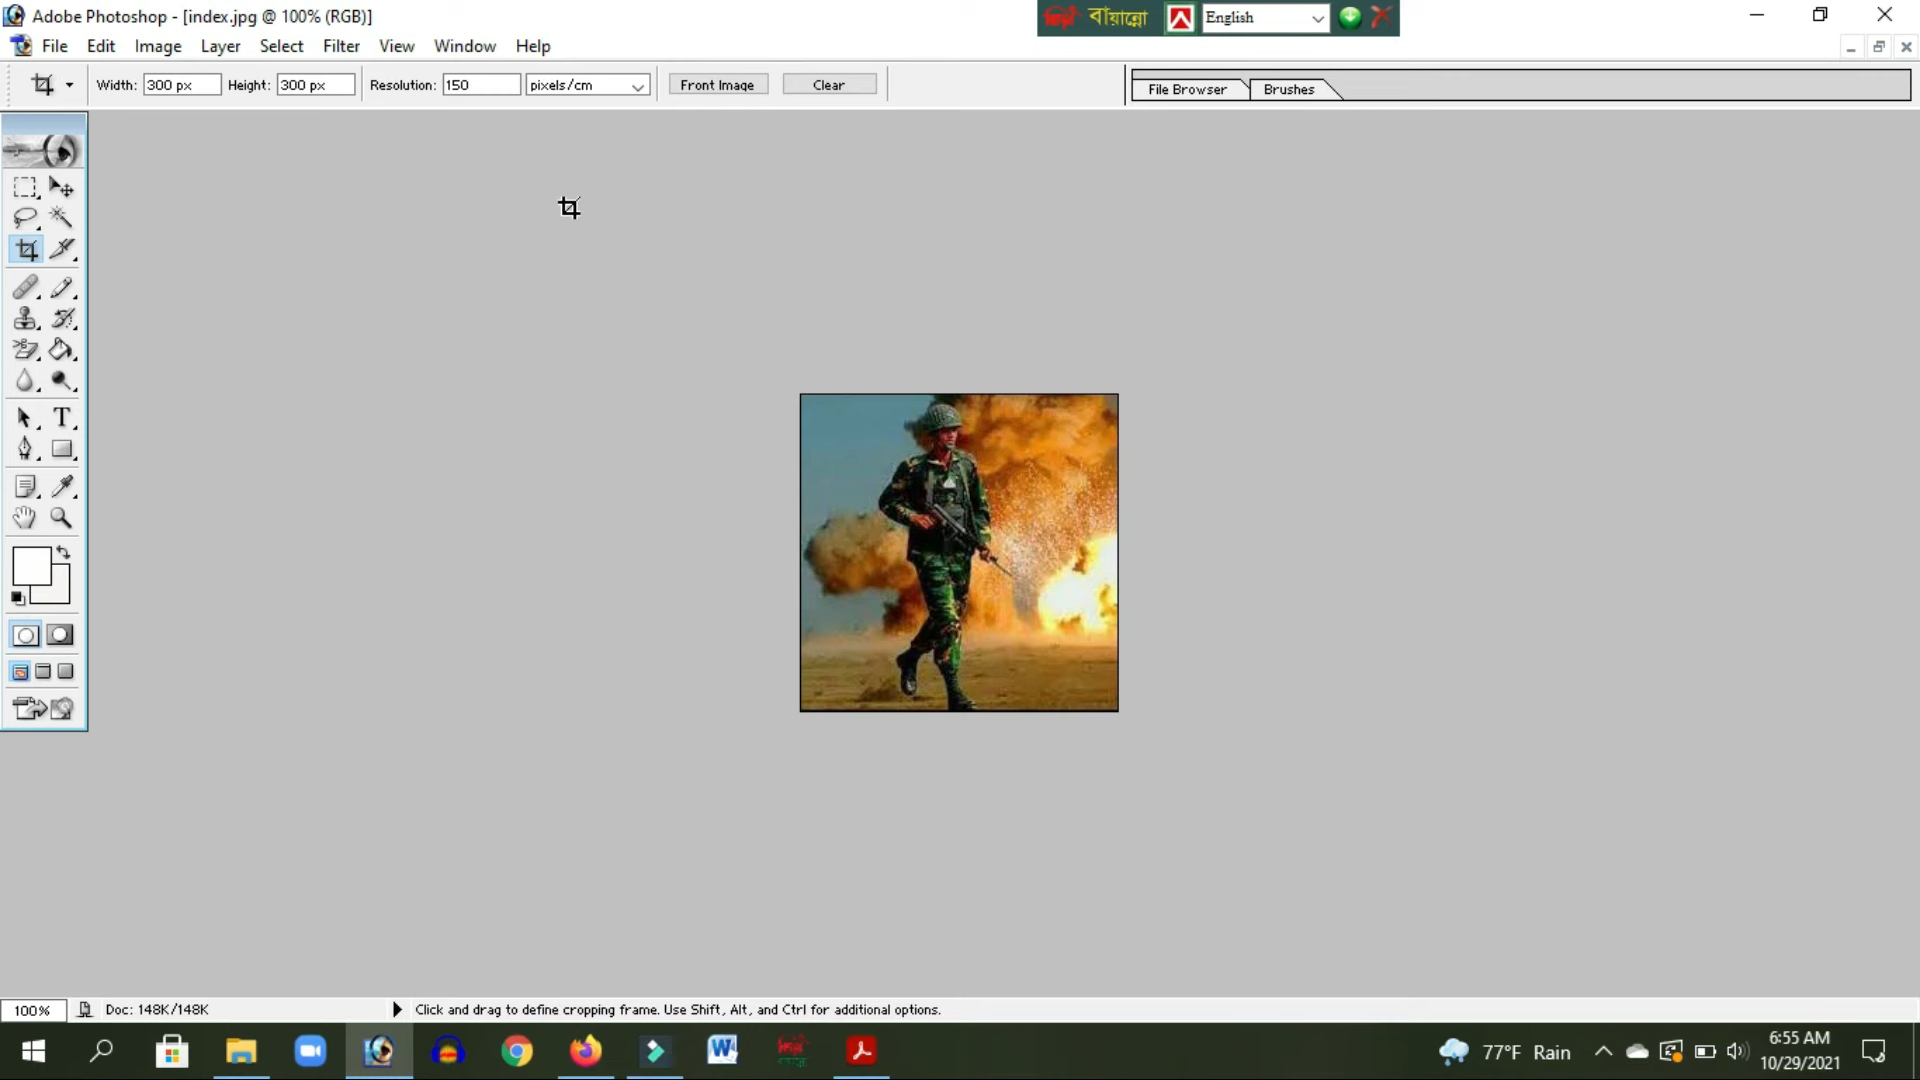 Adobe Photoshop - [index.jpg @ 100% (RGB)]
বায়ান্নো
English
File Edit Image Layer Select Filter View Window Help
Width: 300 px Height: 300 px Resolution: 150 pixels/cm Front Image Clear
File Browser Brushes
T
100% Doc: 148K/148K Click and drag to define cropping frame. Use Shift, Alt, and Ctrl for additional options.
W
77°F Rain
6:55 AM
10/29/2021